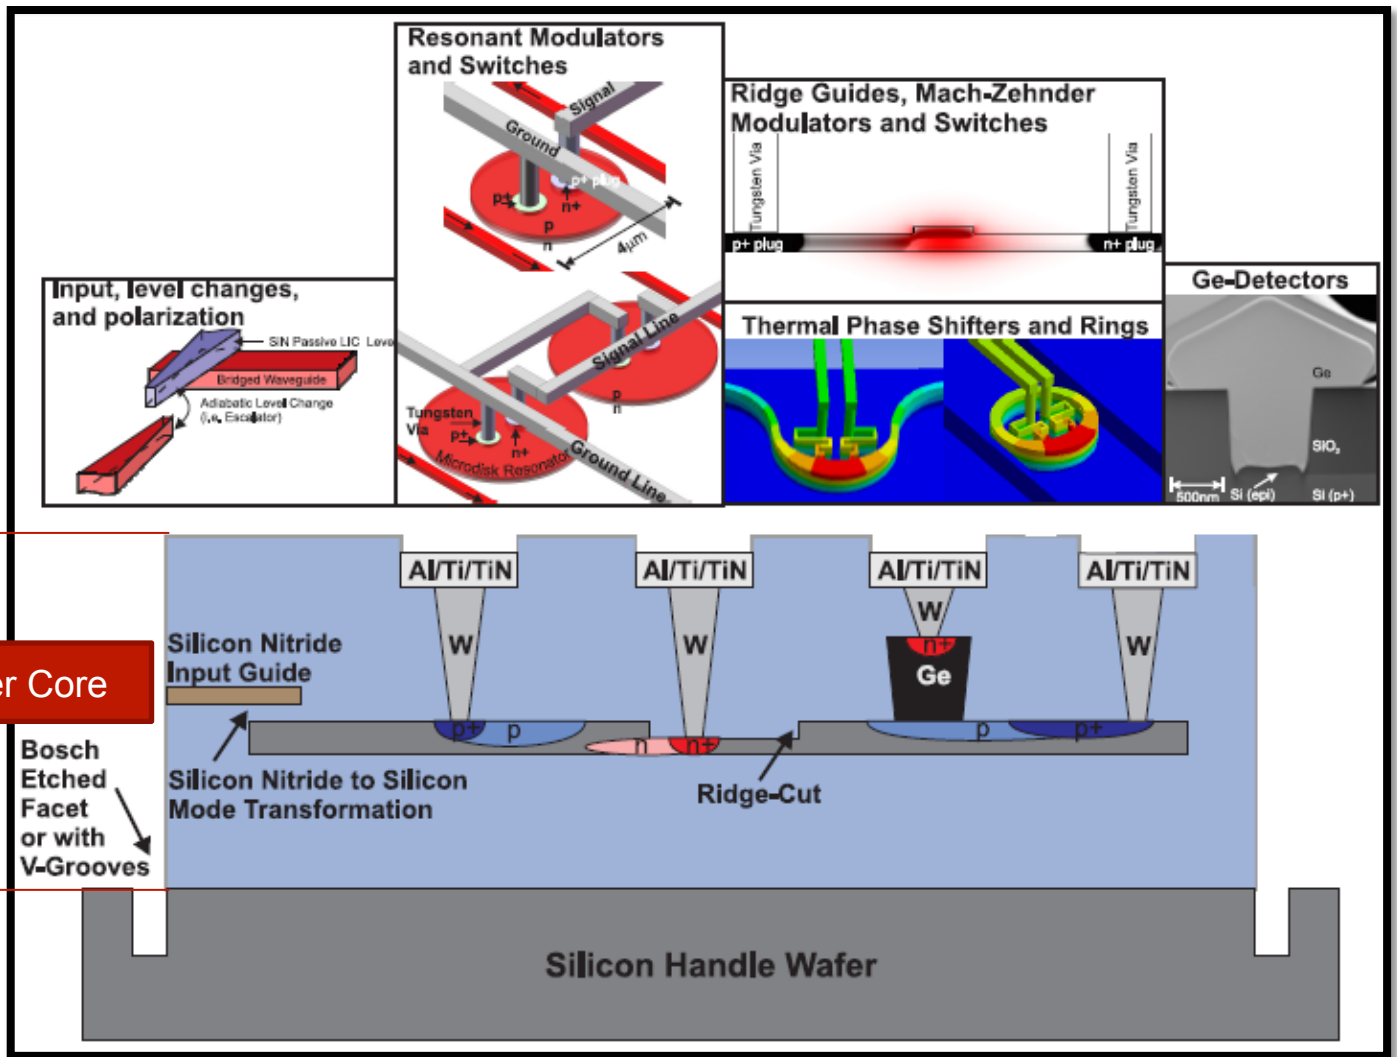 Resonant Modulators
and Switches
Signal
Ground
p+ plug
p+
n+
p
n
4μm
Signal Line
p
n
Tungsten
Via
p+
n+
Microdisk Resonator
Ground Line
Ridge Guides, Mach-Zehnder
Modulators and Switches
Tungsten Via
Tungsten Via
p+ plug
n+ plug
Thermal Phase Shifters and Rings
Ge-Detectors
Ge
SiO₂
500nm
Si (epi)
Si (p+)
Input, level changes,
and polarization
SiN Passive LIC Leve
Bridged Waveguide
Adiabatic Level Change
(i,e, Escalator)
Al/Ti/TiN
Al/Ti/TiN
Al/Ti/TiN
Al/Ti/TiN
W
W
W
W
n+
Ge
Silicon Nitride
Input Guide
er Core
p+
p
n
n+
p
p+
Bosch
Etched
Facet
or with
V-Grooves
Silicon Nitride to Silicon
Mode Transformation
Ridge-Cut
Silicon Handle Wafer